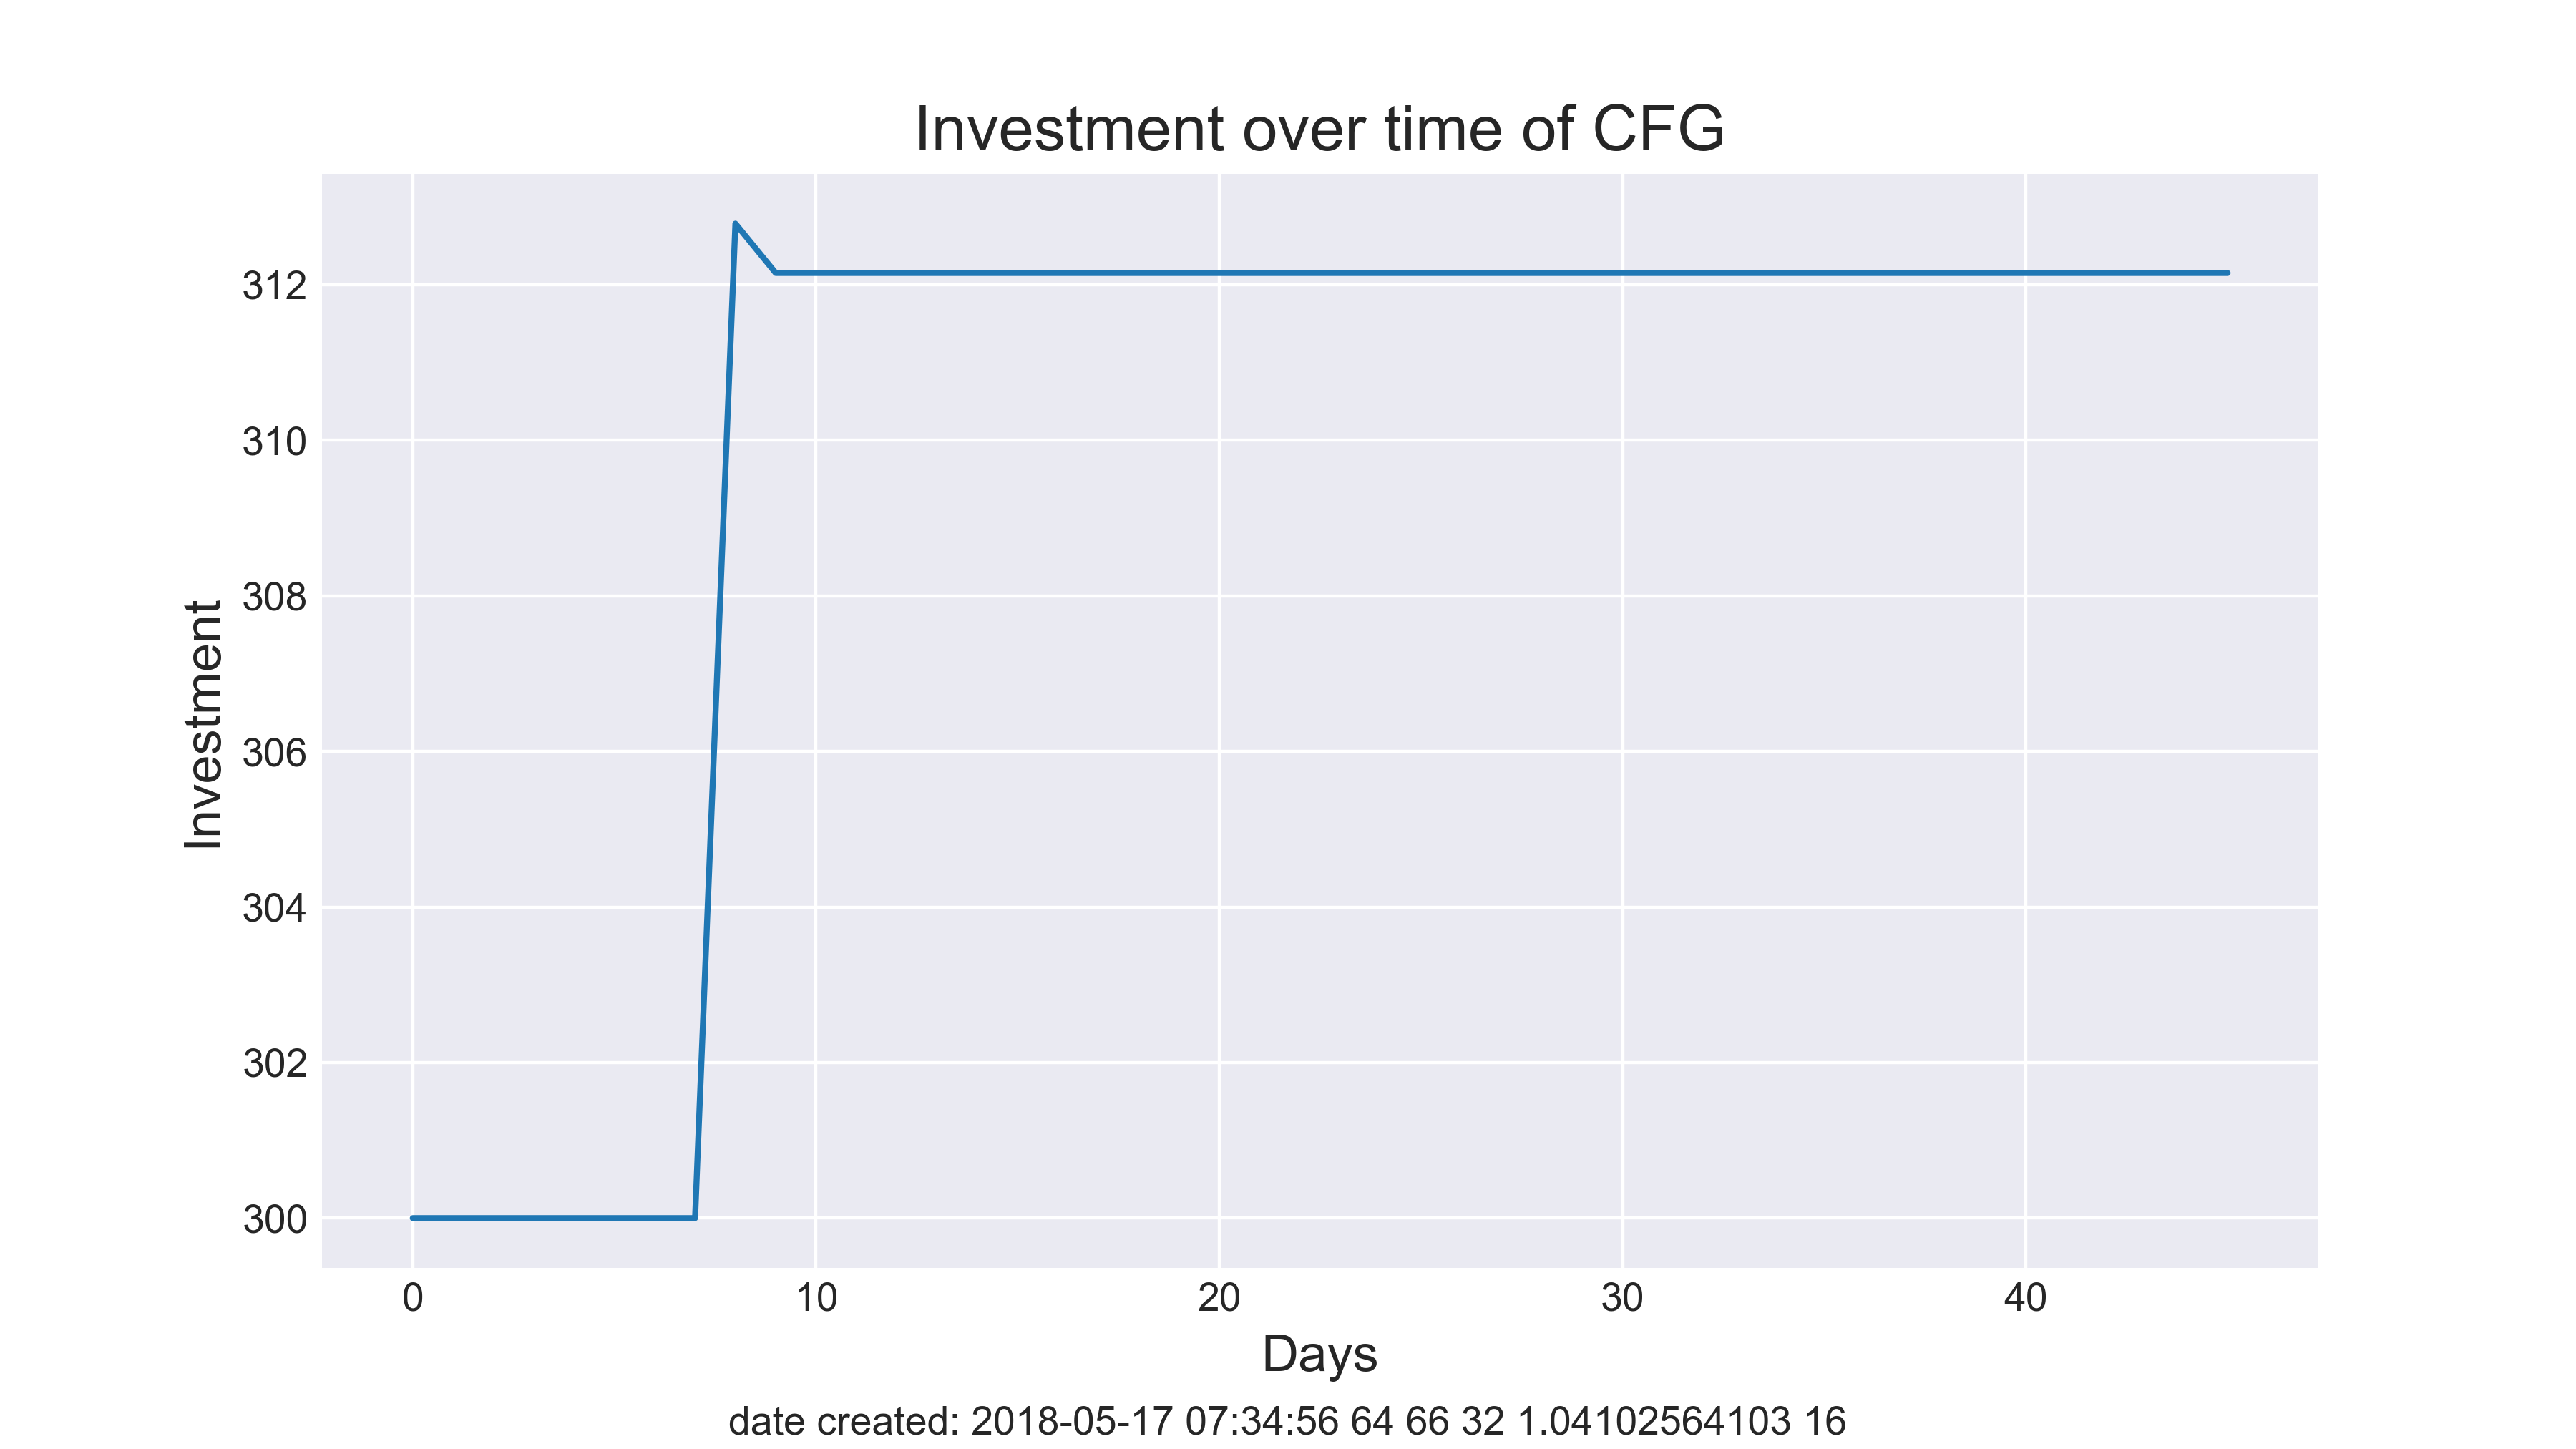 Investment over time of CFG
Investment
312
310
308
306
304
302
300
0 10 20 30 40
Days
date created: 2018-05-17 07:34:56 64 66 32 1.04102564103 16